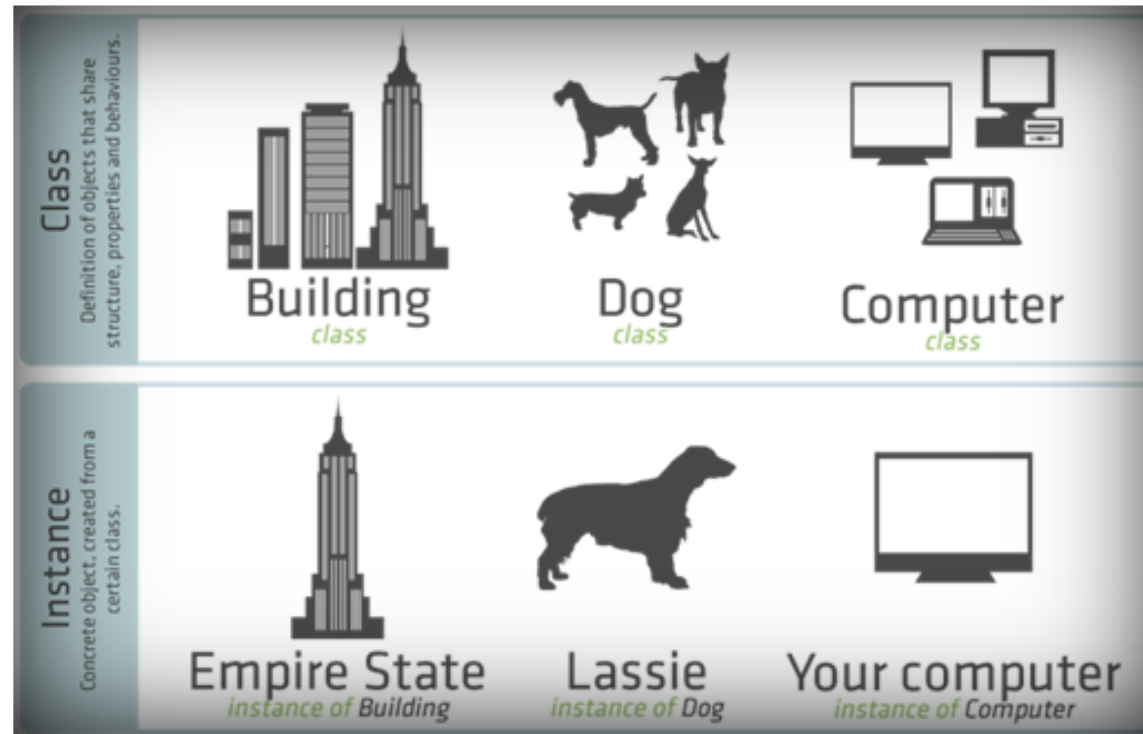 Class
Definition of objects that share
structure, properties and behaviours.
Building
class
Dog
class
Computer
class
Instance
Concrete object, created from a
certain class.
Empire State
instance of Building
Lassie
instance of Dog
Your computer
instance of Computer